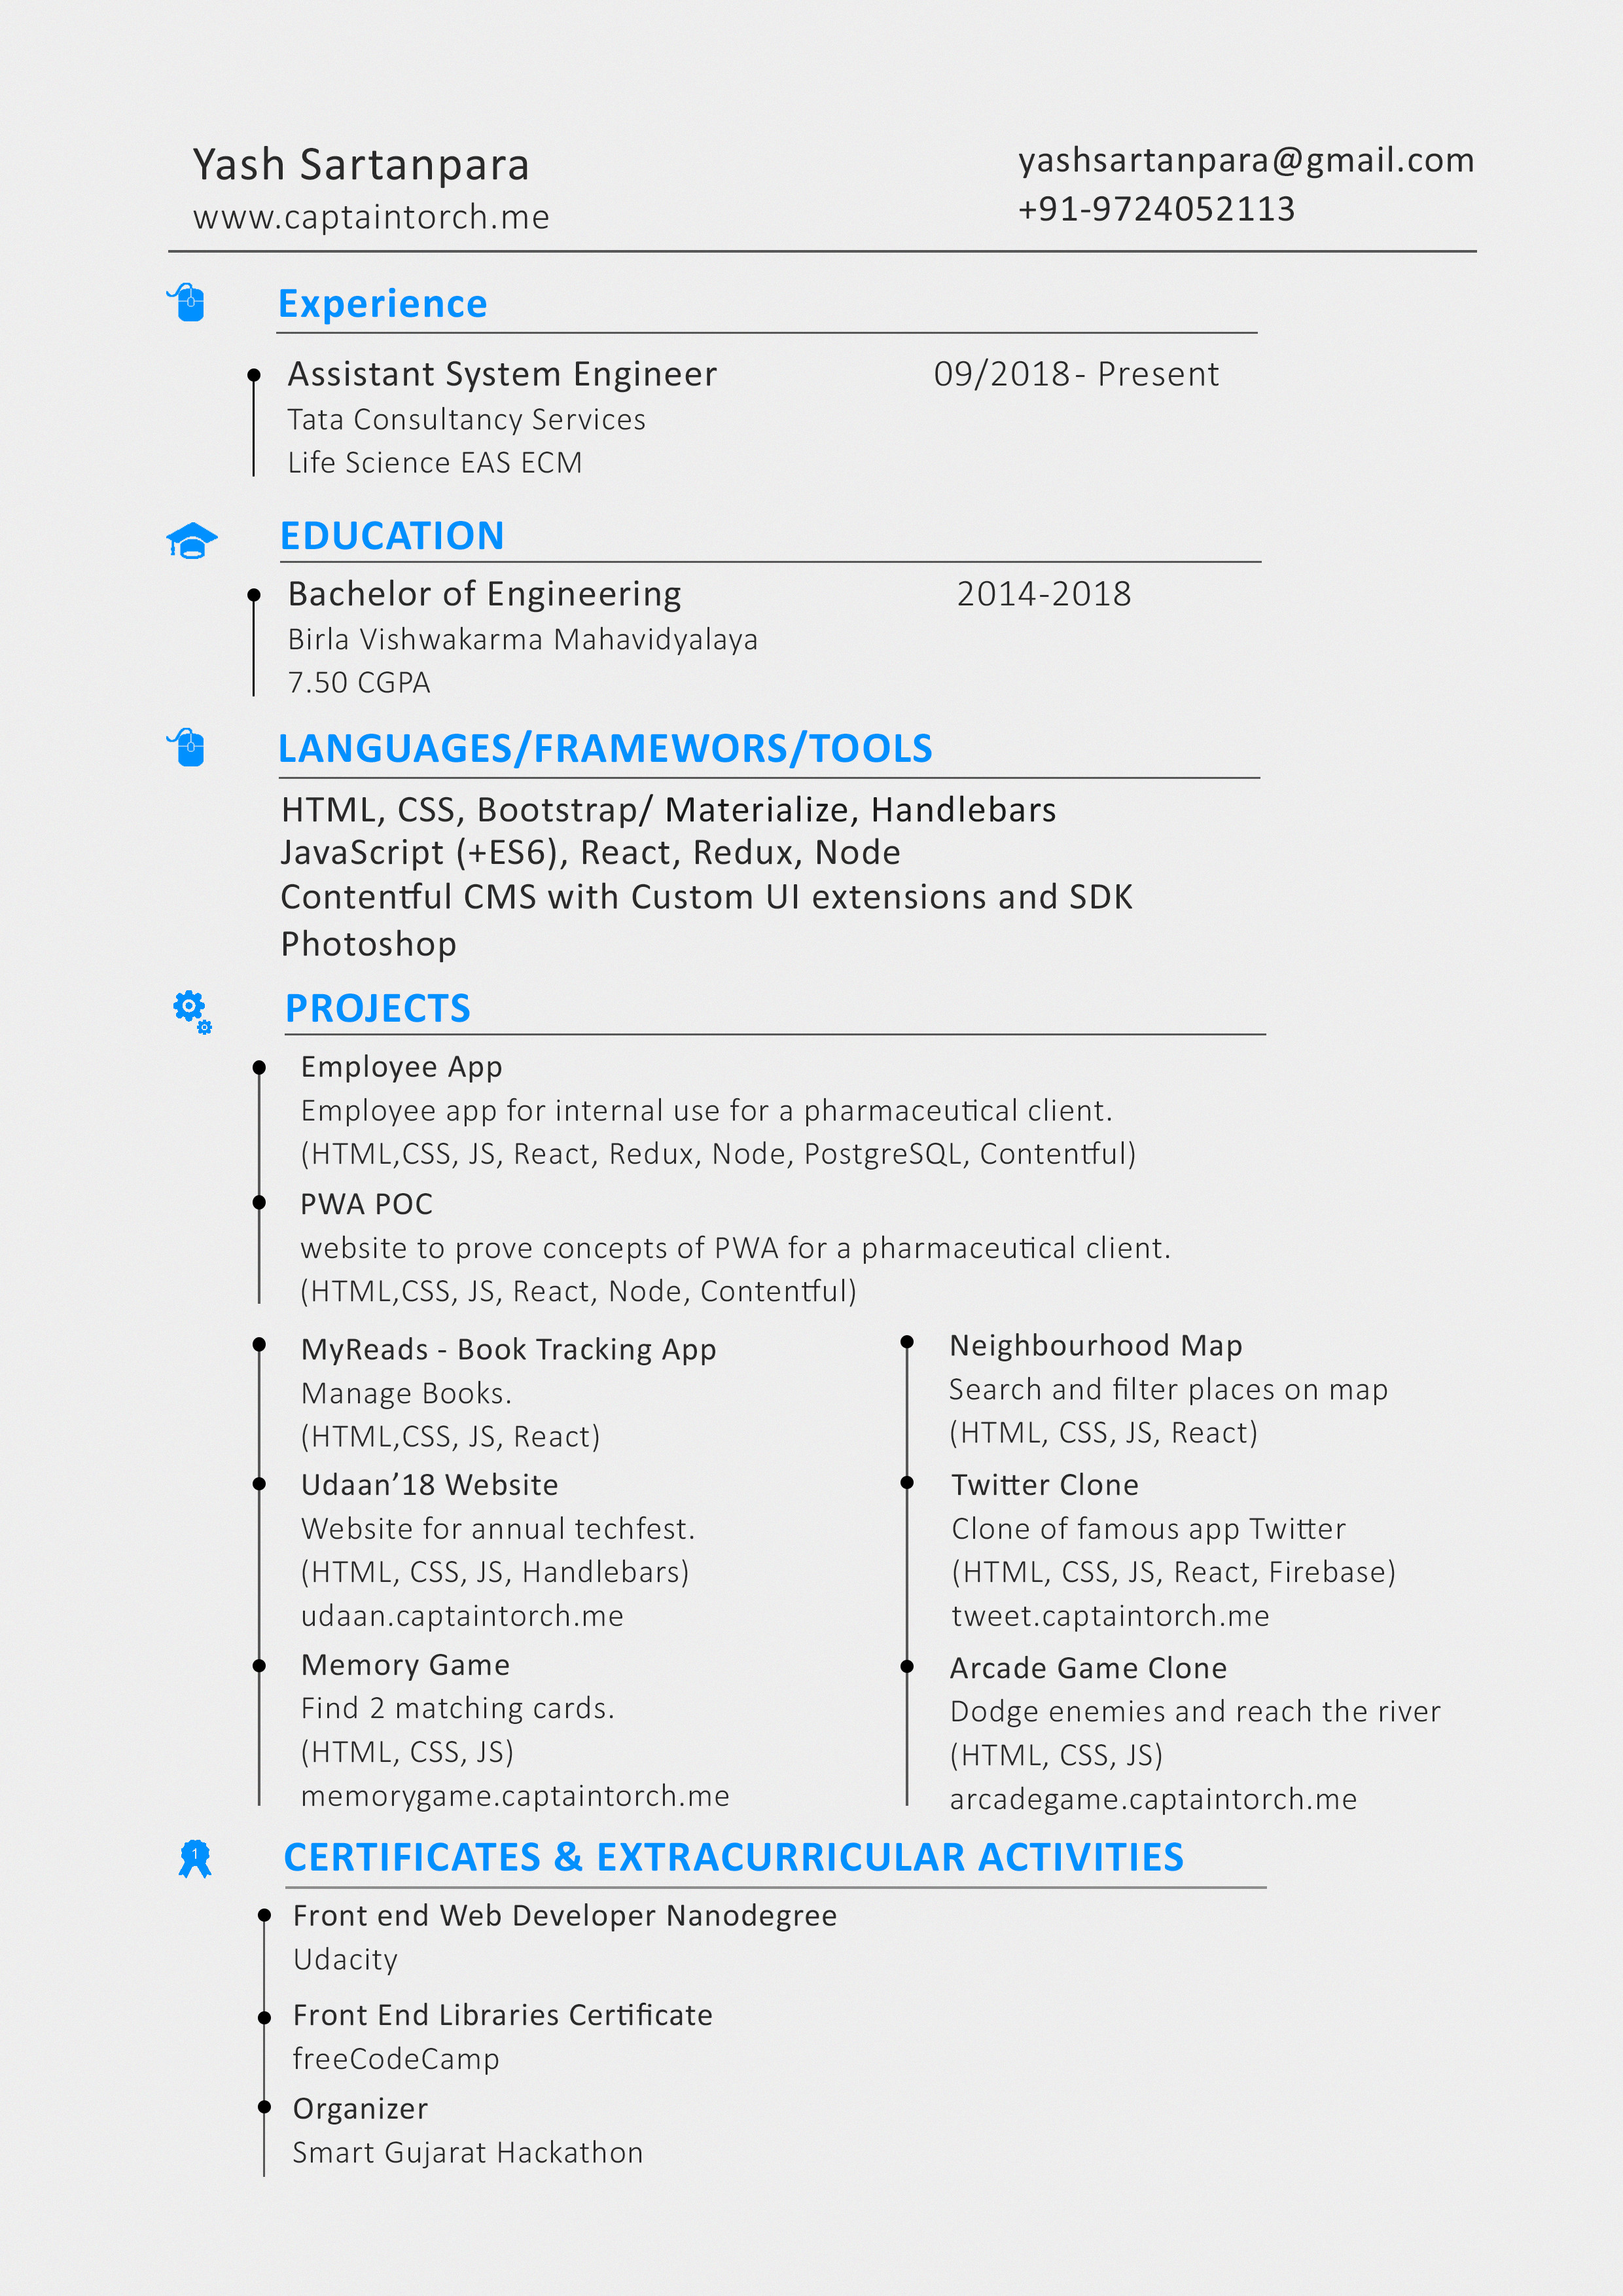 Yash Sartanpara
www.captaintorch.me
yashsartanpara@gmail.com
+91-9724052113
Experience
Assistant System Engineer 09/2018- Present
Tata Consultancy Services
Life Science EAS ECM
EDUCATION
Bachelor of Engineering 2014-2018
Birla Vishwakarma Mahavidyalaya
7.50 CGPA
LANGUAGES/FRAMEWORS/TOOLS
HTML, CSS, Bootstrap/ Materialize, Handlebars
JavaScript (+ES6), React, Redux, Node
Contentful CMS with Custom UI extensions and SDK
Photoshop
PROJECTS
Employee App
Employee app for internal use for a pharmaceutical client.
(HTML,CSS, JS, React, Redux, Node, PostgreSQL, Contentful)
PWA POC
website to prove concepts of PWA for a pharmaceutical client.
(HTML,CSS, JS, React, Node, Contentful)
MyReads - Book Tracking App
Manage Books.
(HTML,CSS, JS, React)
Udaan’18 Website
Website for annual techfest.
(HTML, CSS, JS, Handlebars)
udaan.captaintorch.me
Memory Game
Find 2 matching cards.
(HTML, CSS, JS)
memorygame.captaintorch.me
Neighbourhood Map
Search and filter places on map
(HTML, CSS, JS, React)
Twitter Clone
Clone of famous app Twitter
(HTML, CSS, JS, React, Firebase)
tweet.captaintorch.me
Arcade Game Clone
Dodge enemies and reach the river
(HTML, CSS, JS)
arcadegame.captaintorch.me
1
CERTIFICATES & EXTRACURRICULAR ACTIVITIES
Front end Web Developer Nanodegree
Udacity
Front End Libraries Certificate
freeCodeCamp
Organizer
Smart Gujarat Hackathon